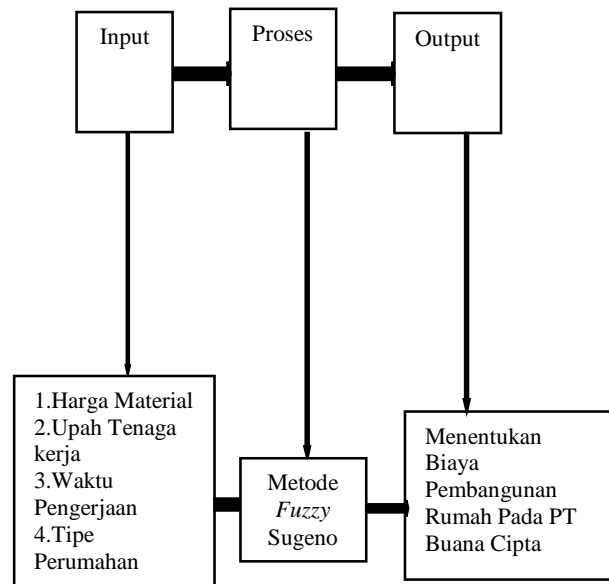 Input
Proses
Output
1.Harga Material
2.Upah Tenaga
kerja
3.Waktu
Pengerjaan
4.Tipe
Perumahan
Metode
Fuzzy
Sugeno
Menentukan
Biaya
Pembangunan
Rumah Pada PT
Buana Cipta